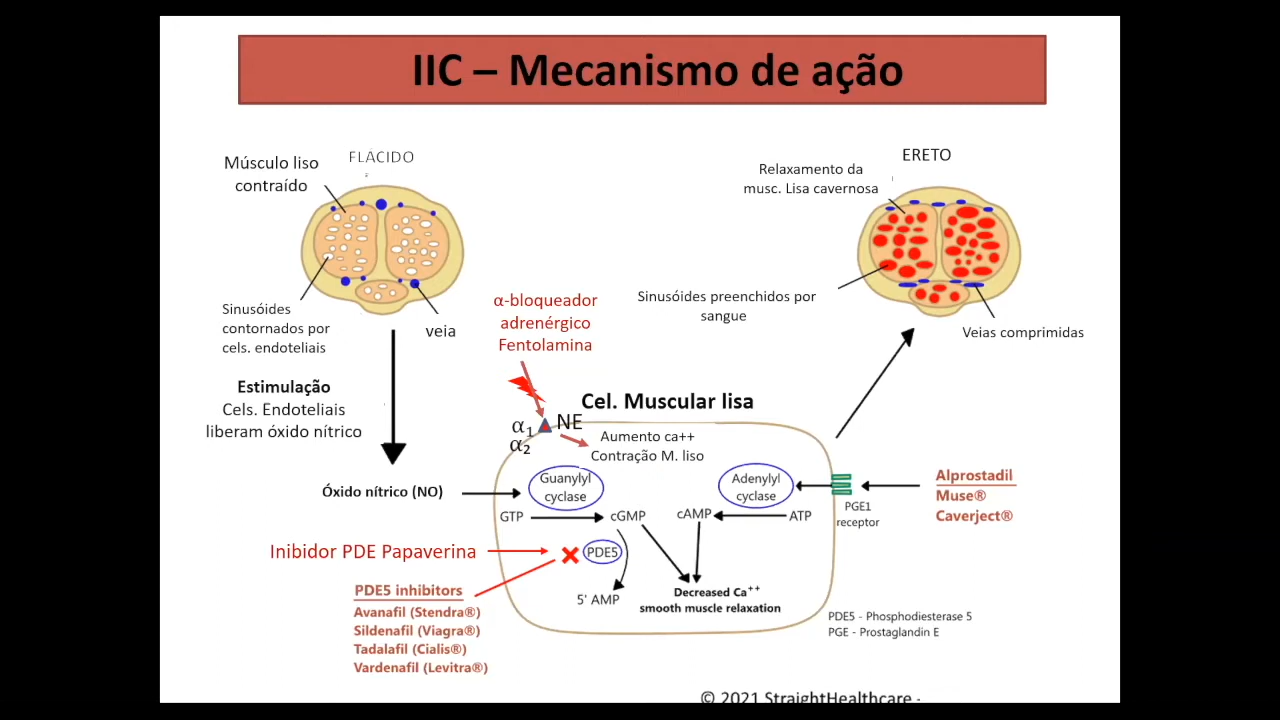 IIC – Mecanismo de ação
Músculo liso
contraído
FLÁCIDO
Relaxamento da
musc. Lisa cavernosa
ERETO
Sinusóides
contornados por
cels. endoteliais
veia
α-bloqueador
adrenérgico
Fentolamina
Sinusóides preenchidos por
sangue
Veias comprimidas
Estimulação
Cels. Endoteliais
liberam óxido nítrico
Cel. Muscular lisa
α1
α2
NE
Aumento ca++
Contração M. liso
Óxido nítrico (NO)
Guanylyl
cyclase
Adenylyl
cyclase
GTP
cGMP
cAMP
ATP
PGE1
receptor
Alprostadil
Muse®
Caverject®
Inibidor PDE Papaverina
PDE5
5' AMP
Decreased Ca++
smooth muscle relaxation
PDE5 inhibitors
Avanafil (Stendra®)
Sildenafil (Viagra®)
Tadalafil (Cialis®)
Vardenafil (Levitra®)
PDE5 - Phosphodiesterase 5
PGE - Prostaglandin E
© 2021 StraightHealthcare -